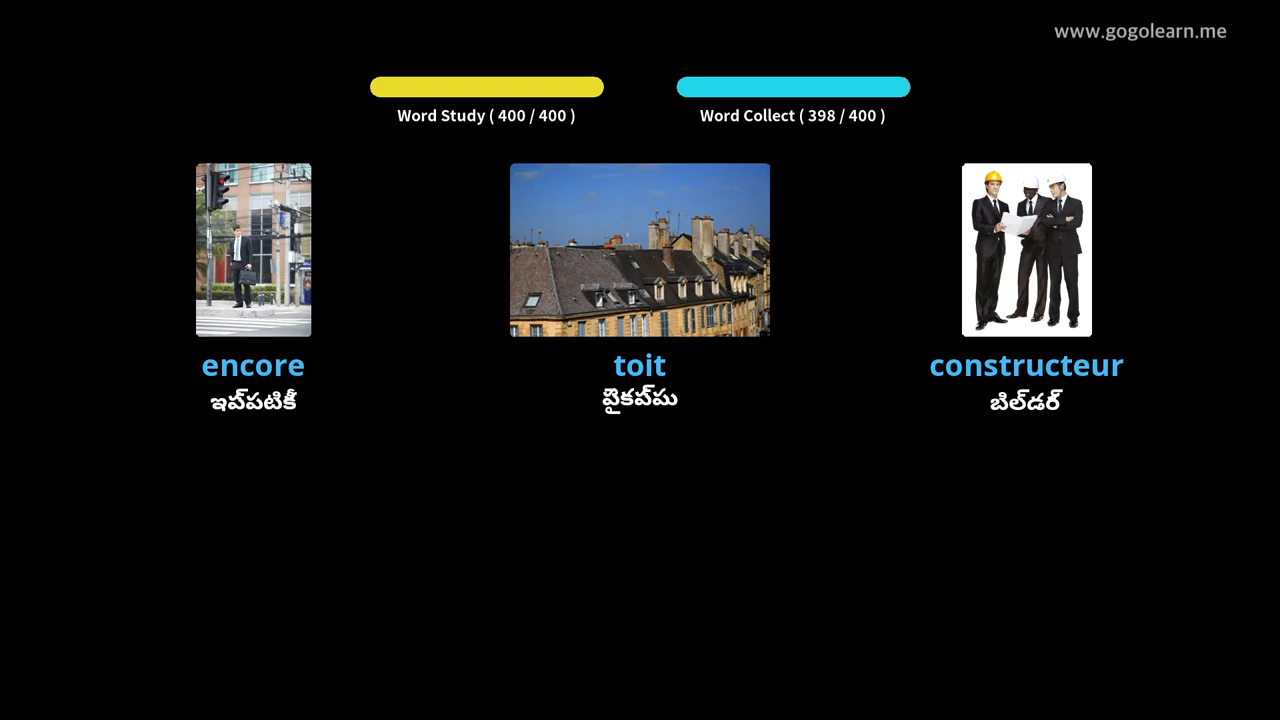 www.gogolearn.me
Word Study ( 400 / 400 )
Word Collect ( 398 / 400 )
encore
ఇప్పటికీ
toit
పైకప్పు
constructeur
బిల్డర్